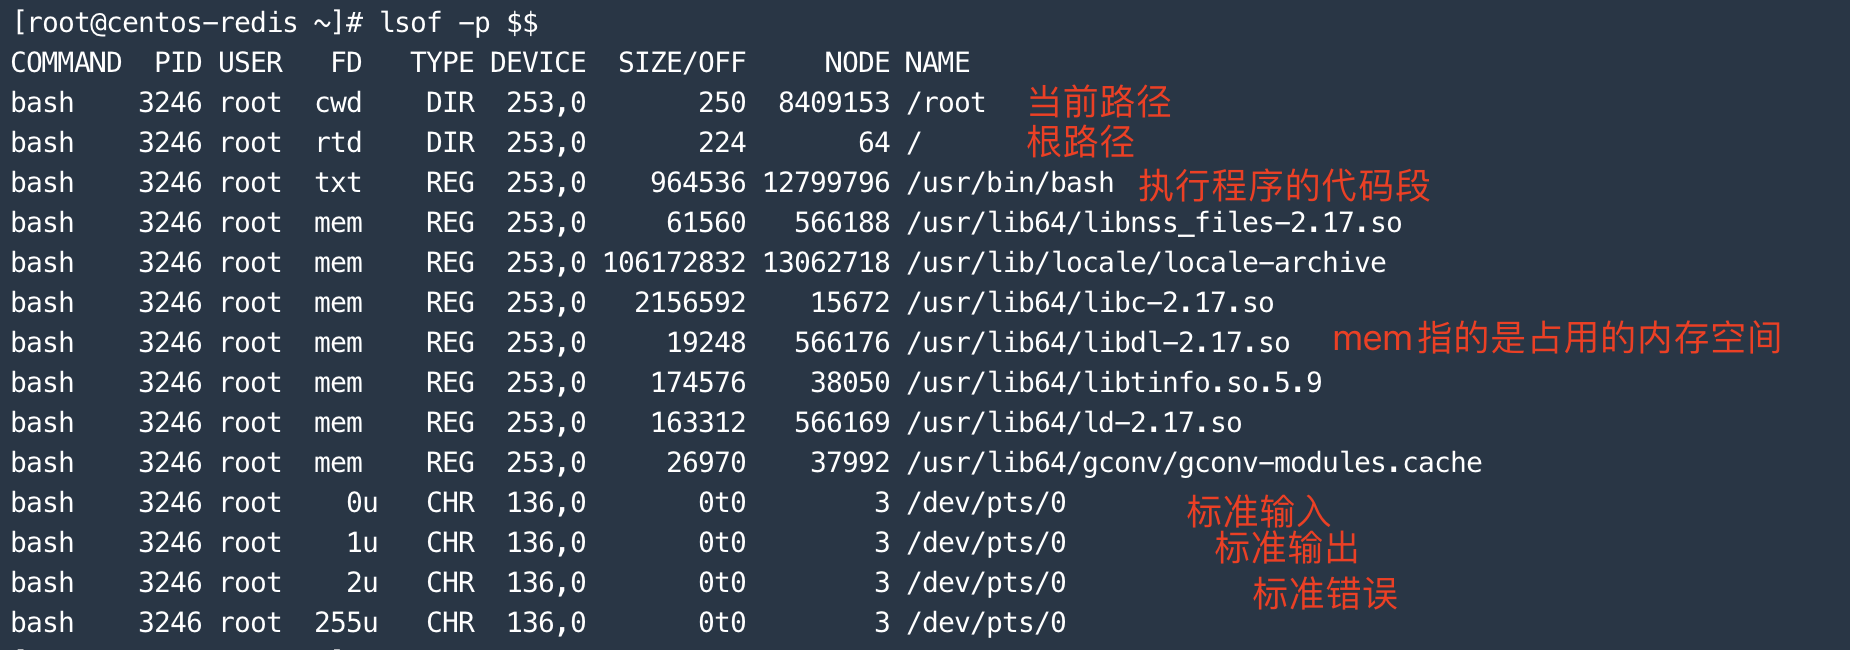 [root@centos-redis ~]# lsof -p $$
COMMAND  PID USER   FD   TYPE DEVICE  SIZE/OFF     NODE NAME
bash    3246 root  cwd    DIR  253,0       250  8409153 /root 当前路径
bash    3246 root  rtd    DIR  253,0       224       64 / 根路径
bash    3246 root  txt    REG  253,0    964536 12799796 /usr/bin/bash 执行程序的代码段
bash    3246 root  mem    REG  253,0     61560   566188 /usr/lib64/libnss_files-2.17.so
bash    3246 root  mem    REG  253,0 106172832 13062718 /usr/lib/locale/locale-archive
bash    3246 root  mem    REG  253,0   2156592    15672 /usr/lib64/libc-2.17.so
bash    3246 root  mem    REG  253,0     19248   566176 /usr/lib64/libdl-2.17.so mem指的是占用的内存空间
bash    3246 root  mem    REG  253,0    174576    38050 /usr/lib64/libtinfo.so.5.9
bash    3246 root  mem    REG  253,0    163312   566169 /usr/lib64/ld-2.17.so
bash    3246 root  mem    REG  253,0     26970    37992 /usr/lib64/gconv/gconv-modules.cache
bash    3246 root    0u   CHR  136,0       0t0        3 /dev/pts/0 标准输入
bash    3246 root    1u   CHR  136,0       0t0        3 /dev/pts/0 标准输出
bash    3246 root    2u   CHR  136,0       0t0        3 /dev/pts/0 标准错误
bash    3246 root  255u   CHR  136,0       0t0        3 /dev/pts/0